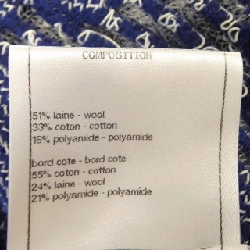 COMPOSITION
51% laine - wool
33% coton - cotton
16% polyamide - polyamide
bord cote - bord cote
55% coton - cotton
24% laine - wool
21% polyamide - polyamide